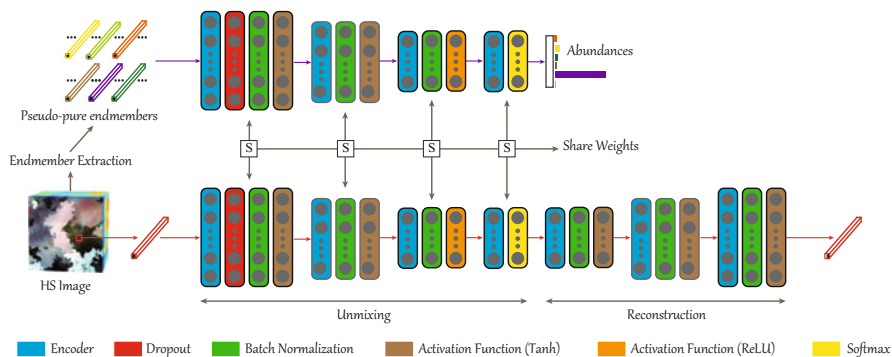 Abundances
Pseudo-pure endmembers
S S S S Share Weights
Endmember Extraction
HS Image
Unmixing Reconstruction
Encoder Dropout Batch Normalization Activation Function (Tanh) Activation Function (ReLU) Softmax